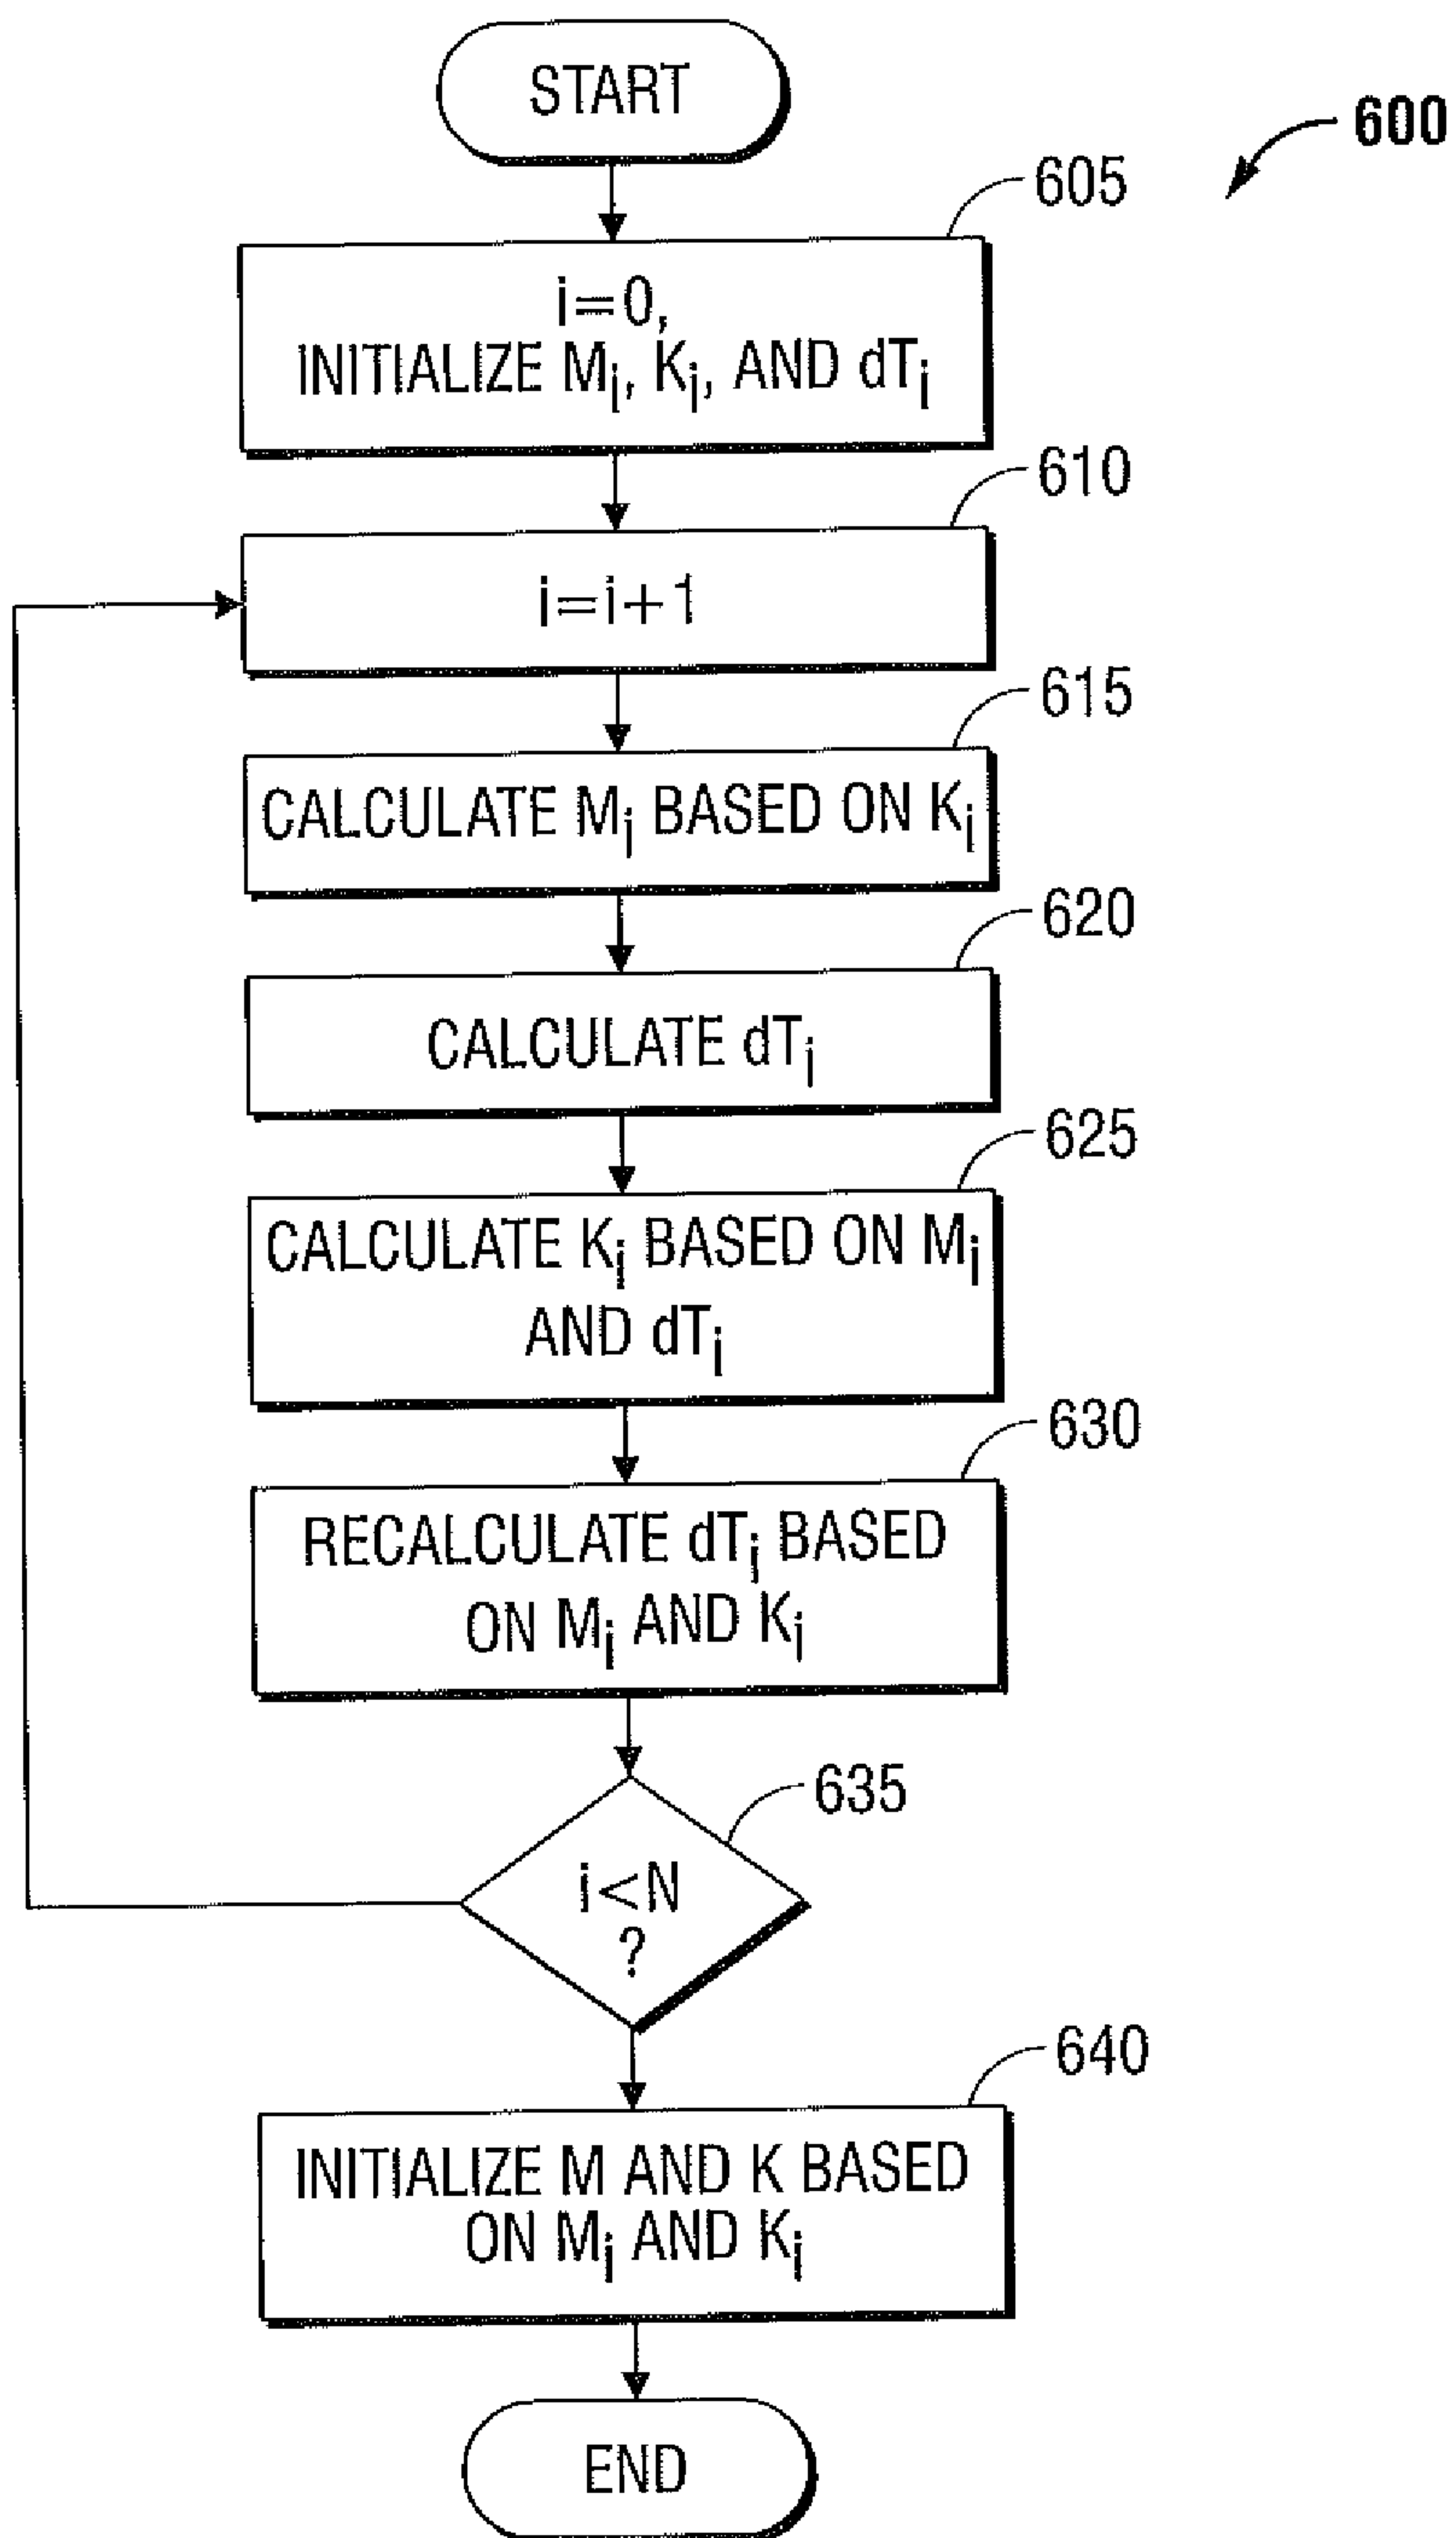 START
600
605
i=0,
INITIALIZE Mi, Ki, AND dTi
610
i=i+1
615
CALCULATE Mi BASED ON Ki
620
CALCULATE dTi
625
CALCULATE Ki BASED ON Mi
AND dTi
630
RECALCULATE dTi BASED
ON Mi AND Ki
635
i<N
?
640
INITIALIZE M AND K BASED
ON Mi AND Ki
END